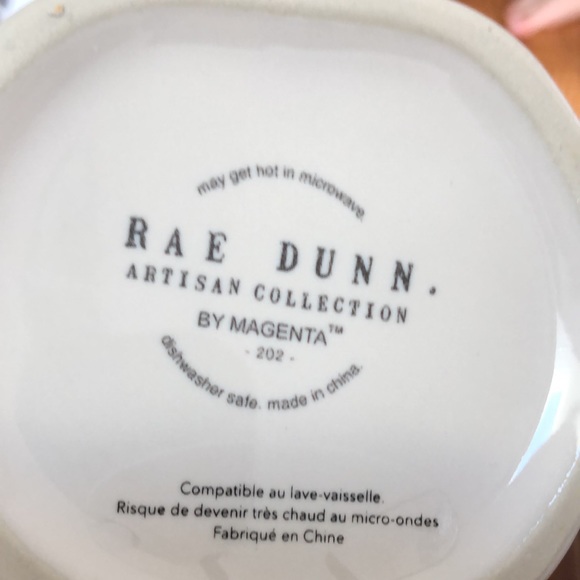 may get hot in microwave.
RAE DUNN.
ARTISAN COLLECTION
BY MAGENTA™
- 202 -
dishwasher safe. made in china.
Compatible au lave-vaisselle.
Risque de devenir très chaud au micro-ondes
Fabriqué en Chine